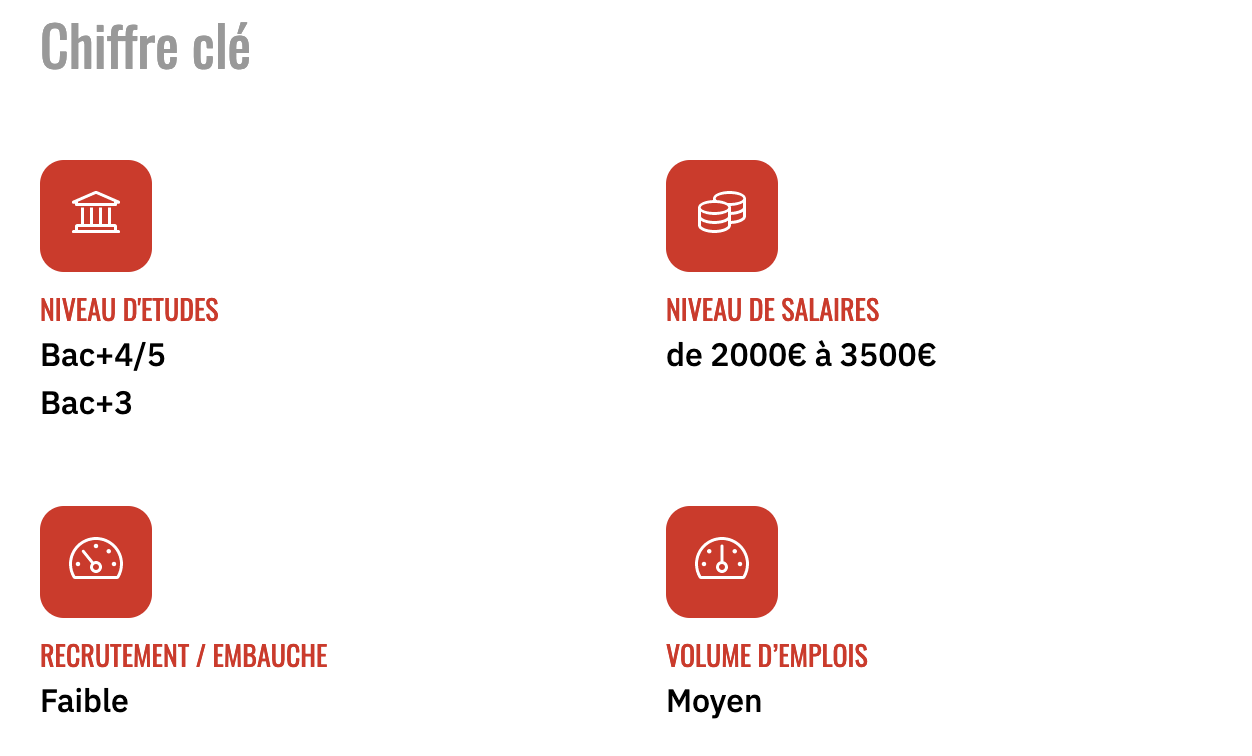 Chiffre clé
NIVEAU D'ETUDES
Bac+4/5
Bac+3
NIVEAU DE SALAIRES
de 2000€ à 3500€
RECRUTEMENT / EMBAUCHE
Faible
VOLUME D’EMPLOIS
Moyen